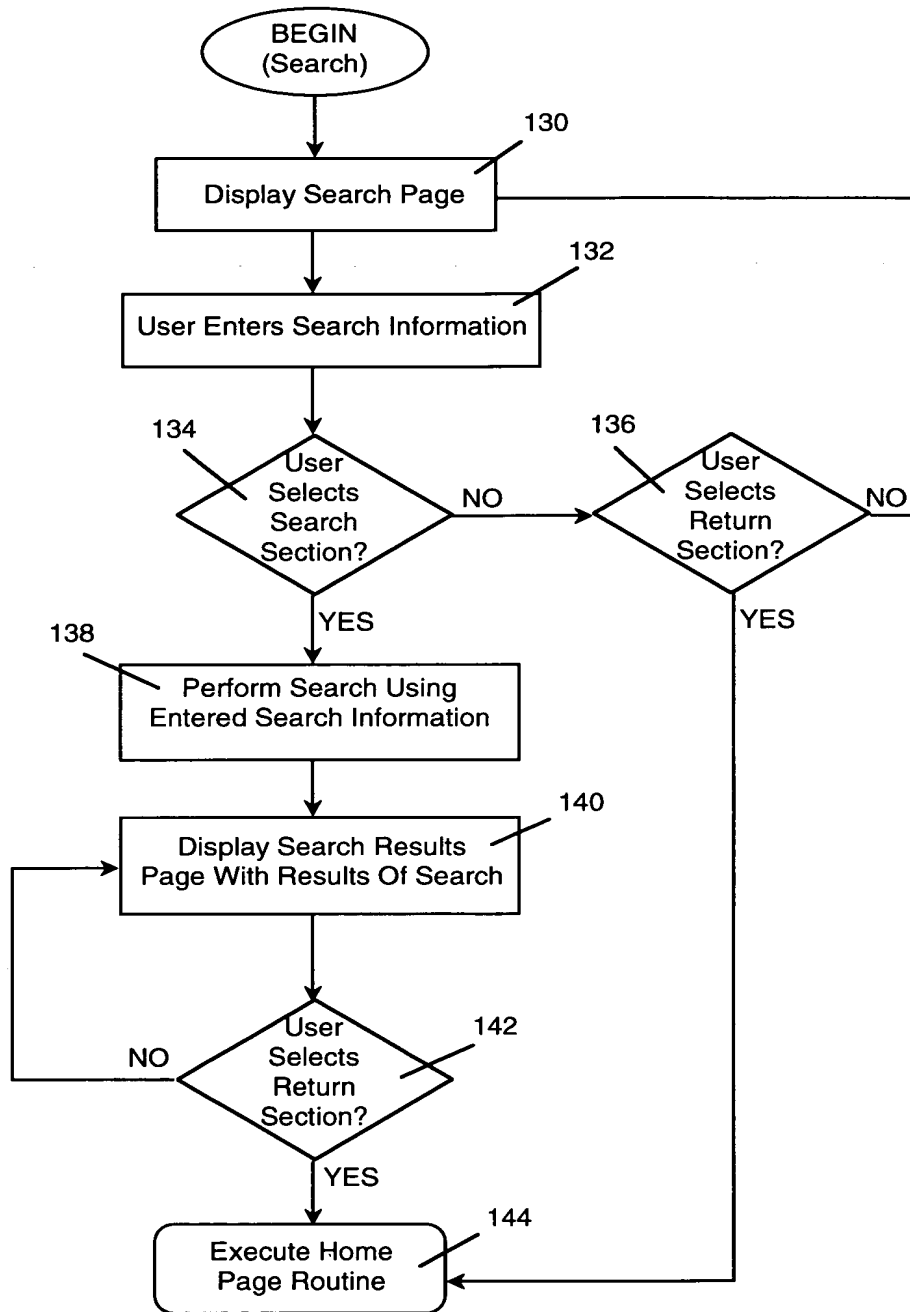 BEGIN
(Search)
130
Display Search Page
132
User Enters Search Information
134
User
Selects
Search
Section?
NO
136
User
Selects
Return
Section?
NO
YES
YES
138
Perform Search Using
Entered Search Information
140
Display Search Results
Page With Results Of Search
142
User
Selects
Return
Section?
NO
YES
144
Execute Home
Page Routine